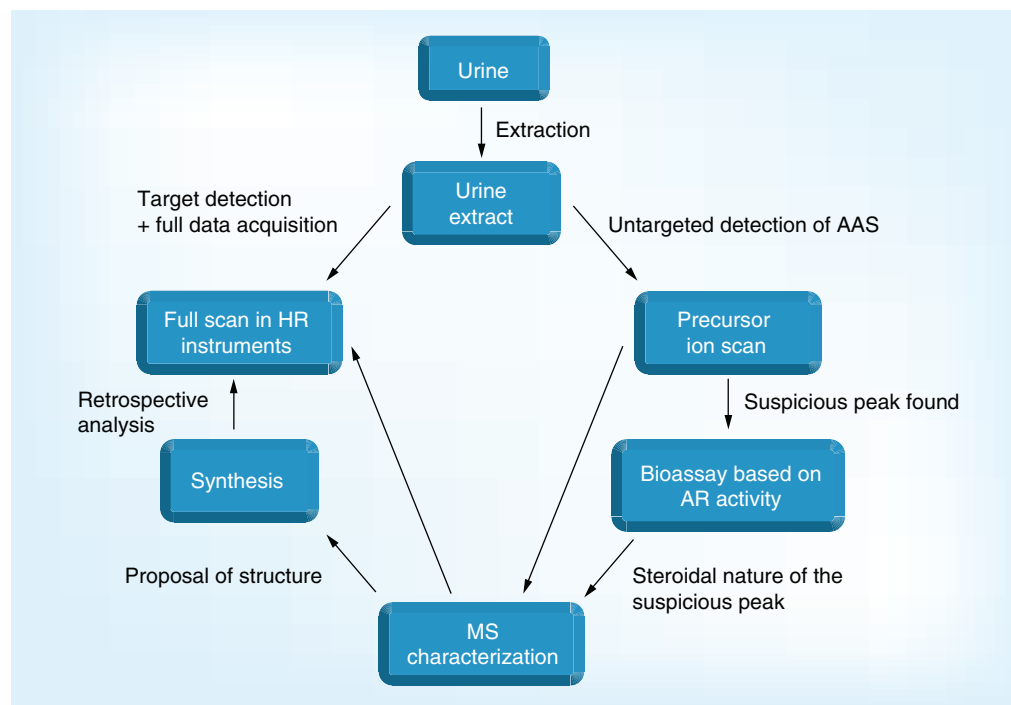 Urine
Extraction
Urine
extract
Target detection
+ full data acquisition
Untargeted detection of AAS
Full scan in HR
instruments
Precursor
ion scan
Retrospective
analysis
Suspicious peak found
Synthesis
Bioassay based on
AR activity
Proposal of structure
Steroidal nature of the
suspicious peak
MS
characterization